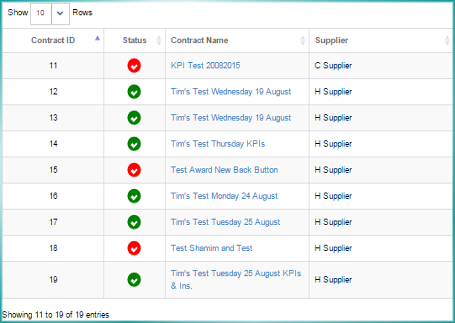 Show 10 Rows
Contract ID Status Contract Name Supplier
11 KPI Test 20082015 C Supplier
12 Tim's Test Wednesday 19 August H Supplier
13 Tim's Test Wednesday 19 August H Supplier
14 Tim's Test Thursday KPIs H Supplier
15 Test Award New Back Button H Supplier
16 Tim's Test Monday 24 August H Supplier
17 Tim's Test Tuesday 25 August H Supplier
18 Test Shamim and Test H Supplier
19 Tim's Test Tuesday 25 August KPIs H Supplier
& Ins.
Showing 11 to 19 of 19 entries